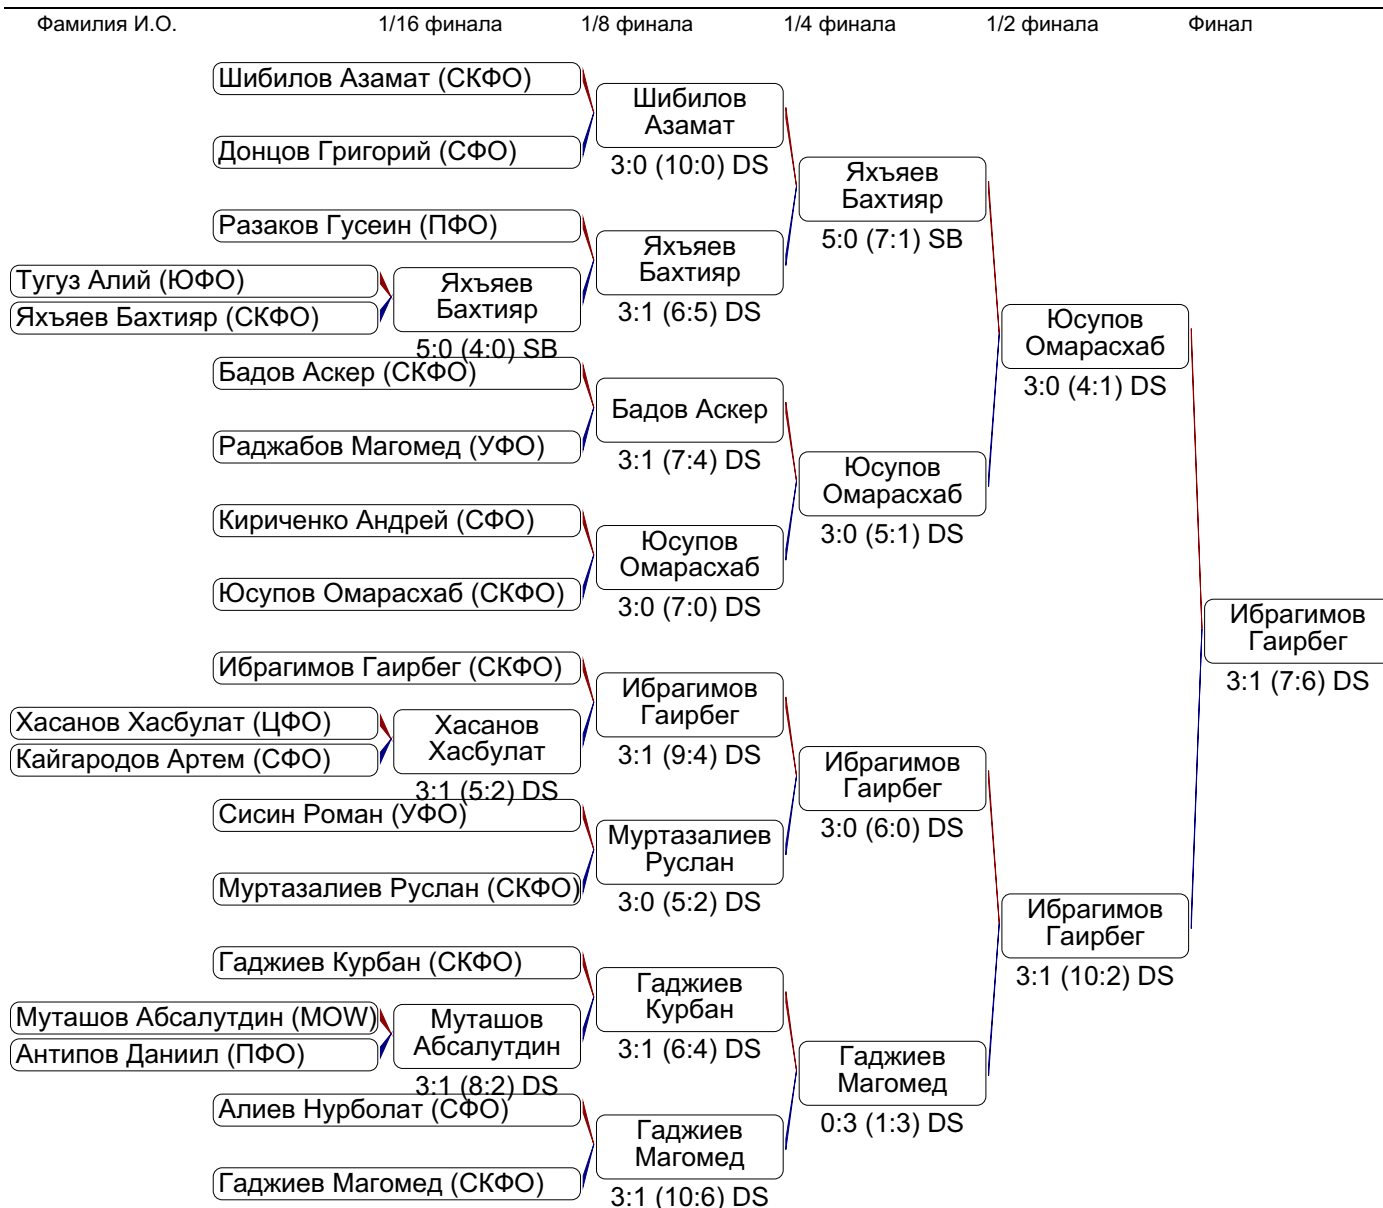 Фамилия И.О. 1/16 финала 1/8 финала 1/4 финала 1/2 финала Финал
Шибилов Азамат (СКФО)
Шибилов
Азамат
3:0 (10:0) DS
Донцов Григорий (СФО)
Яхъяев
Бахтияр
5:0 (7:1) SB
Разаков Гусеин (ПФО)
Яхъяев
Бахтияр
3:1 (6:5) DS
Тугуз Алий (ЮФО)
Яхъяев Бахтияр (СКФО)
Яхъяев
Бахтияр
5:0 (4:0) SB
Юсупов
Омарасхаб
3:0 (4:1) DS
Бадов Аскер (СКФО)
Бадов Аскер
3:1 (7:4) DS
Раджабов Магомед (УФО)
Юсупов
Омарасхаб
3:0 (5:1) DS
Кириченко Андрей (СФО)
Юсупов
Омарасхаб
3:0 (7:0) DS
Юсупов Омарасхаб (СКФО)
Ибрагимов
Гаирбег
3:1 (7:6) DS
Ибрагимов Гаирбег (СКФО)
Ибрагимов
Гаирбег
3:1 (9:4) DS
Хасанов Хасбулат (ЦФО)
Кайгародов Артем (СФО)
Хасанов
Хасбулат
3:1 (5:2) DS
Ибрагимов
Гаирбег
3:0 (6:0) DS
Сисин Роман (УФО)
Муртазалиев
Руслан
3:0 (5:2) DS
Муртазалиев Руслан (СКФО)
Ибрагимов
Гаирбег
3:1 (10:2) DS
Гаджиев Курбан (СКФО)
Гаджиев
Курбан
3:1 (6:4) DS
Муташов Абсалутдин (MOW)
Антипов Даниил (ПФО)
Муташов
Абсалутдин
3:1 (8:2) DS
Гаджиев
Магомед
0:3 (1:3) DS
Алиев Нурболат (СФО)
Гаджиев
Магомед
3:1 (10:6) DS
Гаджиев Магомед (СКФО)